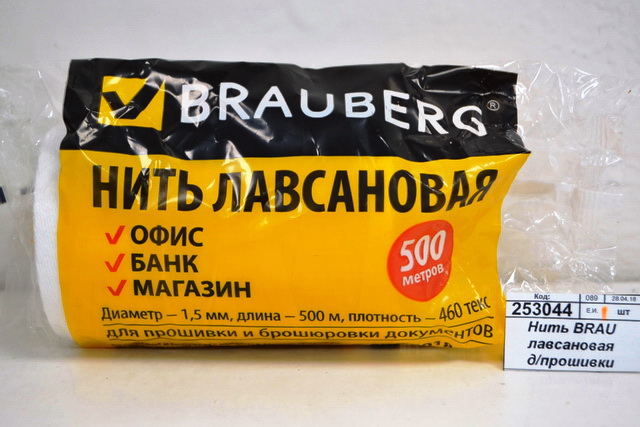 BRAUBERG®
НИТЬ ЛАВСАНОВАЯ
ОФИС
БАНК
МАГАЗИН
500
метров
Диаметр – 1,5 мм, длина – 500 м, плотность – 460 текс
для прошивки и брошюровки документов
Код: 089 28.04.18
253044 Е.И. шт
Нить BRAU
лавсановая
д/прошивки